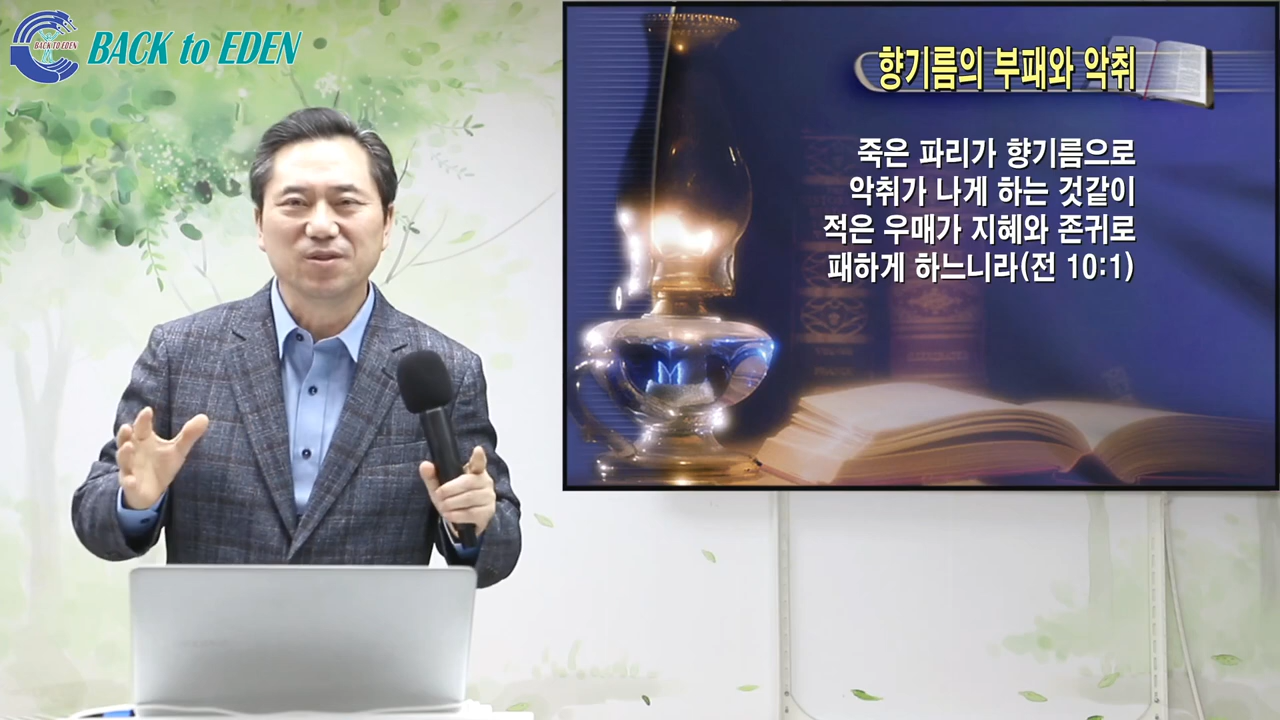 BACK TO EDEN
BACK to EDEN
향기름의 부패와 악취
죽은 파리가 향기름으로
악취가 나게 하는 것같이
적은 우매가 지혜와 존귀로
패하게 하느니라(전 10:1)